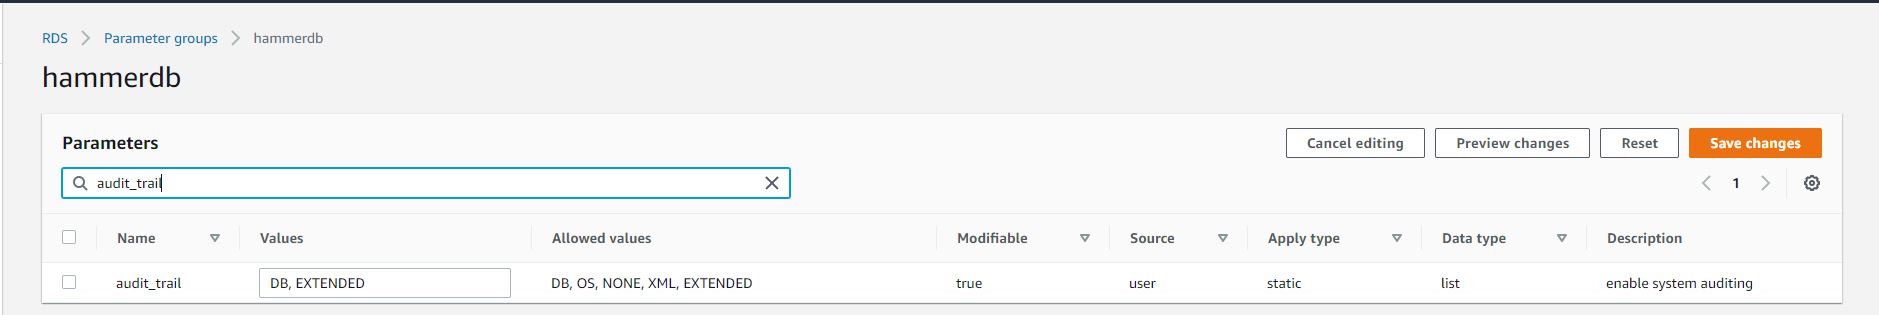 RDS > Parameter groups > hammerdb
hammerdb
Parameters
Cancel editing Preview changes Reset Save changes
audit_trail
1
Name Values Allowed values Modifiable Source Apply type Data type Description
audit_trail DB, EXTENDED DB, OS, NONE, XML, EXTENDED true user static list enable system auditing